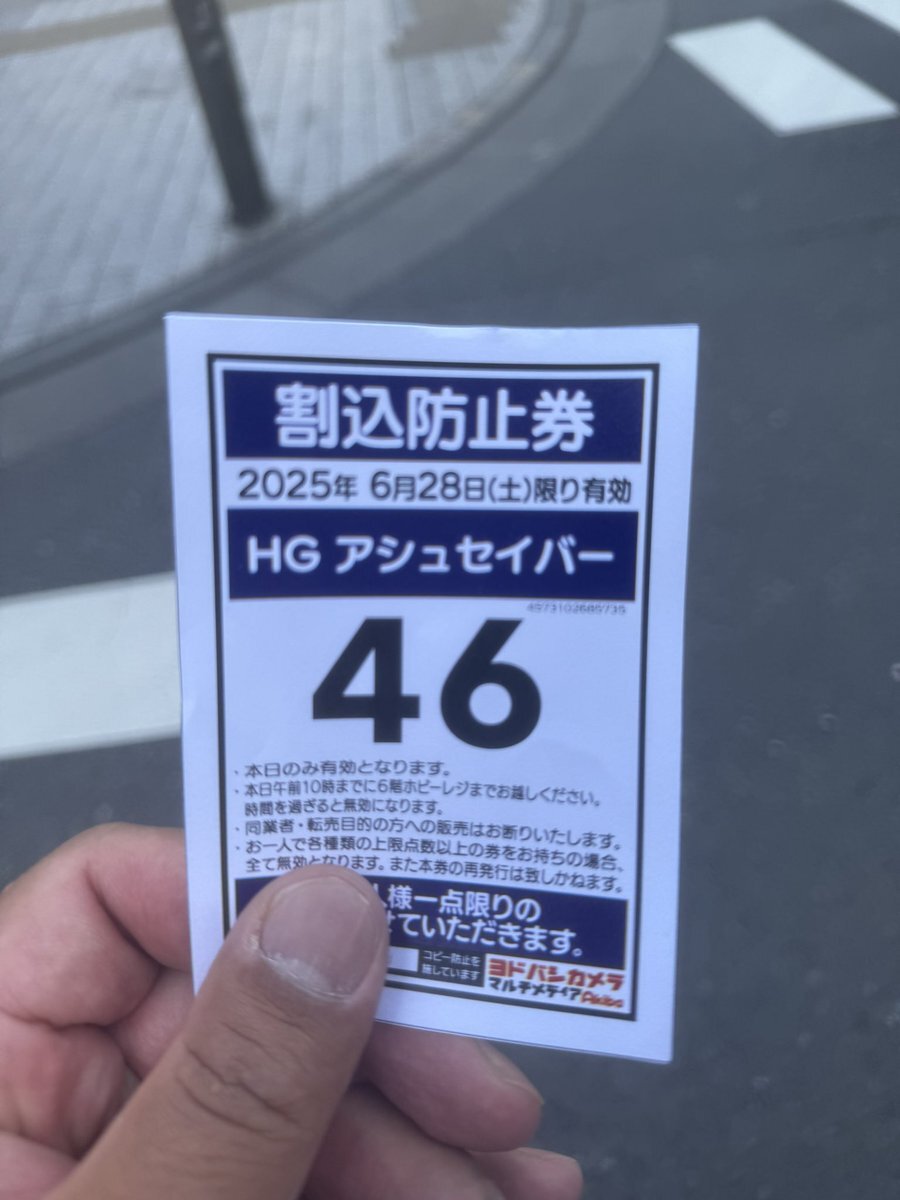 割込防止券
2025年 6月28日(土)限り有効
HG アシュセイバー
4573102685735
46
・本日のみ有効となります。
・本日午前10時までに6階ホビーレジまでお越しください。
時間を過ぎると無効になります。
・同業者・転売目的の方への販売はお断りいたします。
・お一人で各種類の上限点数以上の券をお持ちの場合、
全て無効となります。また本券の再発行は致しかねます。
様一点限りの
せていただきます。
コピー防止を
施しています
ヨドバシカメラ
マルチメディアAkiba